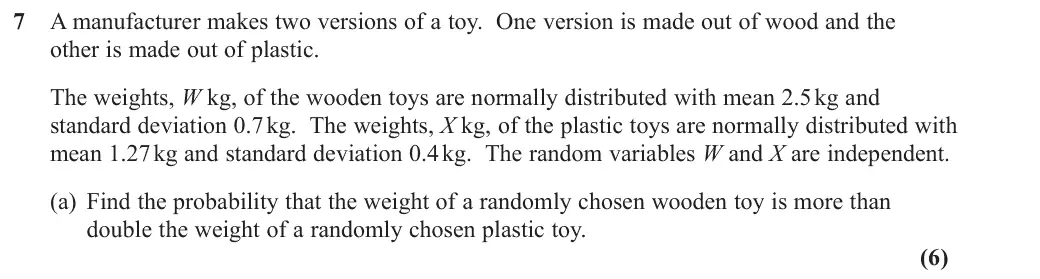 7 A manufacturer makes two versions of a toy. One version is made out of wood and the
other is made out of plastic.
The weights, W kg, of the wooden toys are normally distributed with mean 2.5 kg and
standard deviation 0.7 kg. The weights, X kg, of the plastic toys are normally distributed with
mean 1.27 kg and standard deviation 0.4 kg. The random variables W and X are independent.
(a) Find the probability that the weight of a randomly chosen wooden toy is more than
double the weight of a randomly chosen plastic toy.
(6)